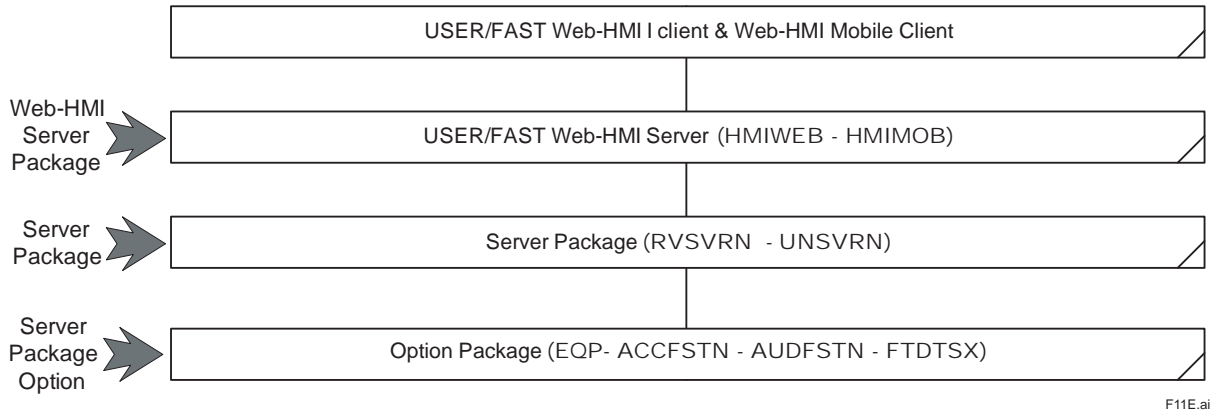 USER/FAST Web-HMI I client & Web-HMI Mobile Client
Web-HMI
Server
Package
USER/FAST Web-HMI Server (HMIWEB - HMIMOB)
Server
Package
Server Package (RVSVRN - UNSVRN)
Server
Package
Option
Option Package (EQP- ACCFSTN - AUDFSTN - FTDTSX)
F11E.ai